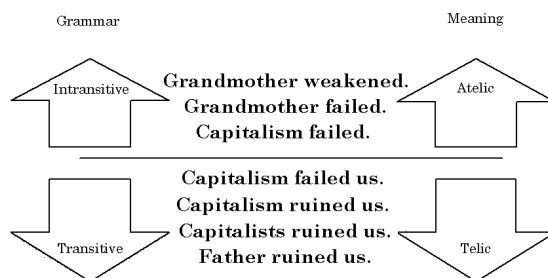 Grammar
Meaning
Intransitive
Grandmother weakened.
Grandmother failed.
Capitalism failed.
Atelic
Capitalism failed us.
Capitalism ruined us.
Capitalists ruined us.
Father ruined us.
Transitive
Telic